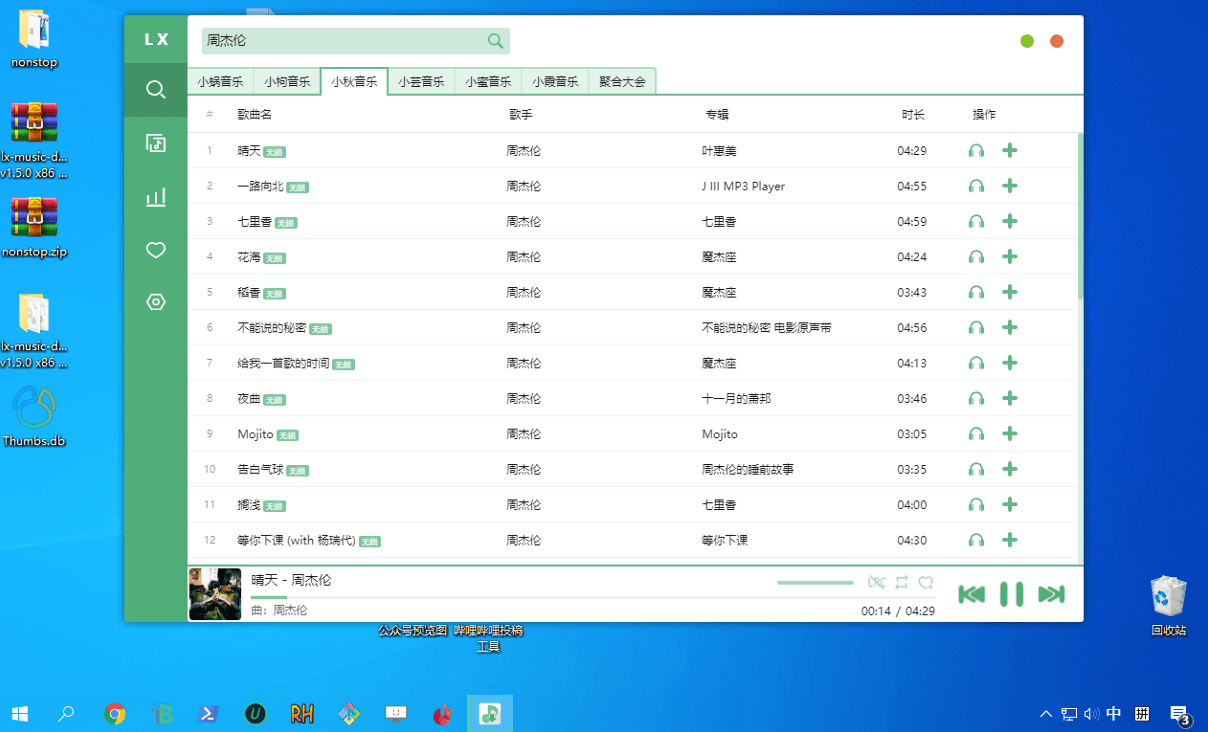 nonstop
lx-music-d...
v1.5.0 x86 ...
nonstop.zip
lx-music-d...
v1.5.0 x86 ...
Thumbs.db
L X
周杰伦
小蜗音乐 小柯音乐 小秋音乐 小芸音乐 小蜜音乐 小霞音乐 聚合大会
# 歌曲名 歌手 专辑 时长 操作
1 晴天 无损 周杰伦 叶惠美 04:29
2 一路向北 无损 周杰伦 J III MP3 Player 04:55
3 七里香 无损 周杰伦 七里香 04:59
4 花海 无损 周杰伦 魔杰座 04:24
5 稻香 无损 周杰伦 魔杰座 03:43
6 不能说的秘密 无损 周杰伦 不能说的秘密 电影原声带 04:56
7 给我一首歌的时间 无损 周杰伦 魔杰座 04:13
8 夜曲 无损 周杰伦 十一月的萧邦 03:46
9 Mojito 无损 周杰伦 Mojito 03:05
10 告白气球 无损 周杰伦 周杰伦的睡前故事 03:35
11 搁浅 无损 周杰伦 七里香 04:00
12 等你下课 (with 杨瑞代) 无损 周杰伦 等你下课 04:30
晴天 - 周杰伦
LRC
曲: 周杰伦
00:14 / 04:29
公众号预览图 哔哩哔哩投稿
工具
回收站
U RH 中 拼 3